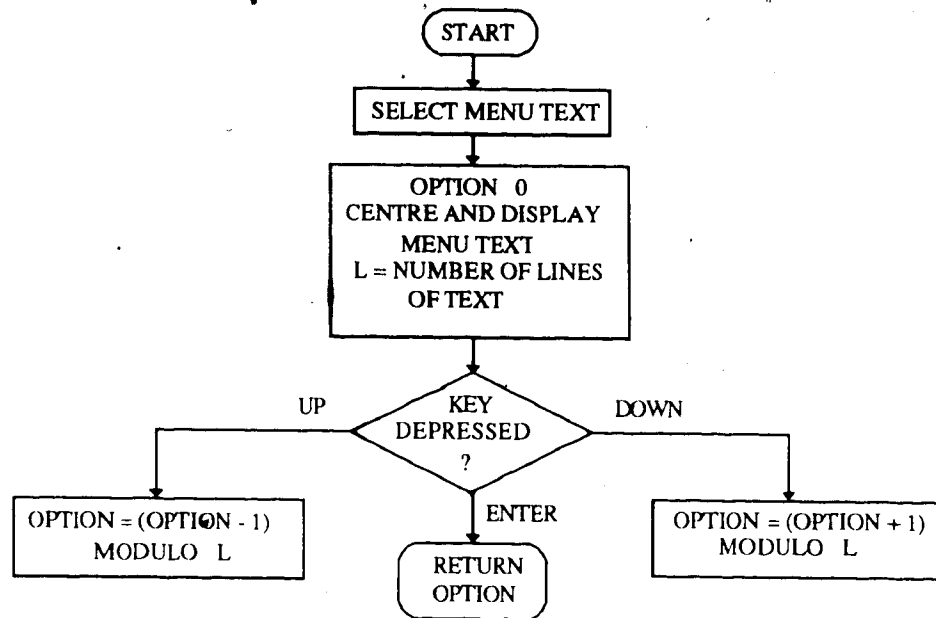 START
SELECT MENU TEXT
OPTION 0
CENTRE AND DISPLAY
MENU TEXT
L = NUMBER OF LINES
OF TEXT
UP
KEY
DEPRESSED
?
DOWN
ENTER
OPTION = (OPTION - 1)
MODULO L
RETURN
OPTION
OPTION = (OPTION + 1)
MODULO L